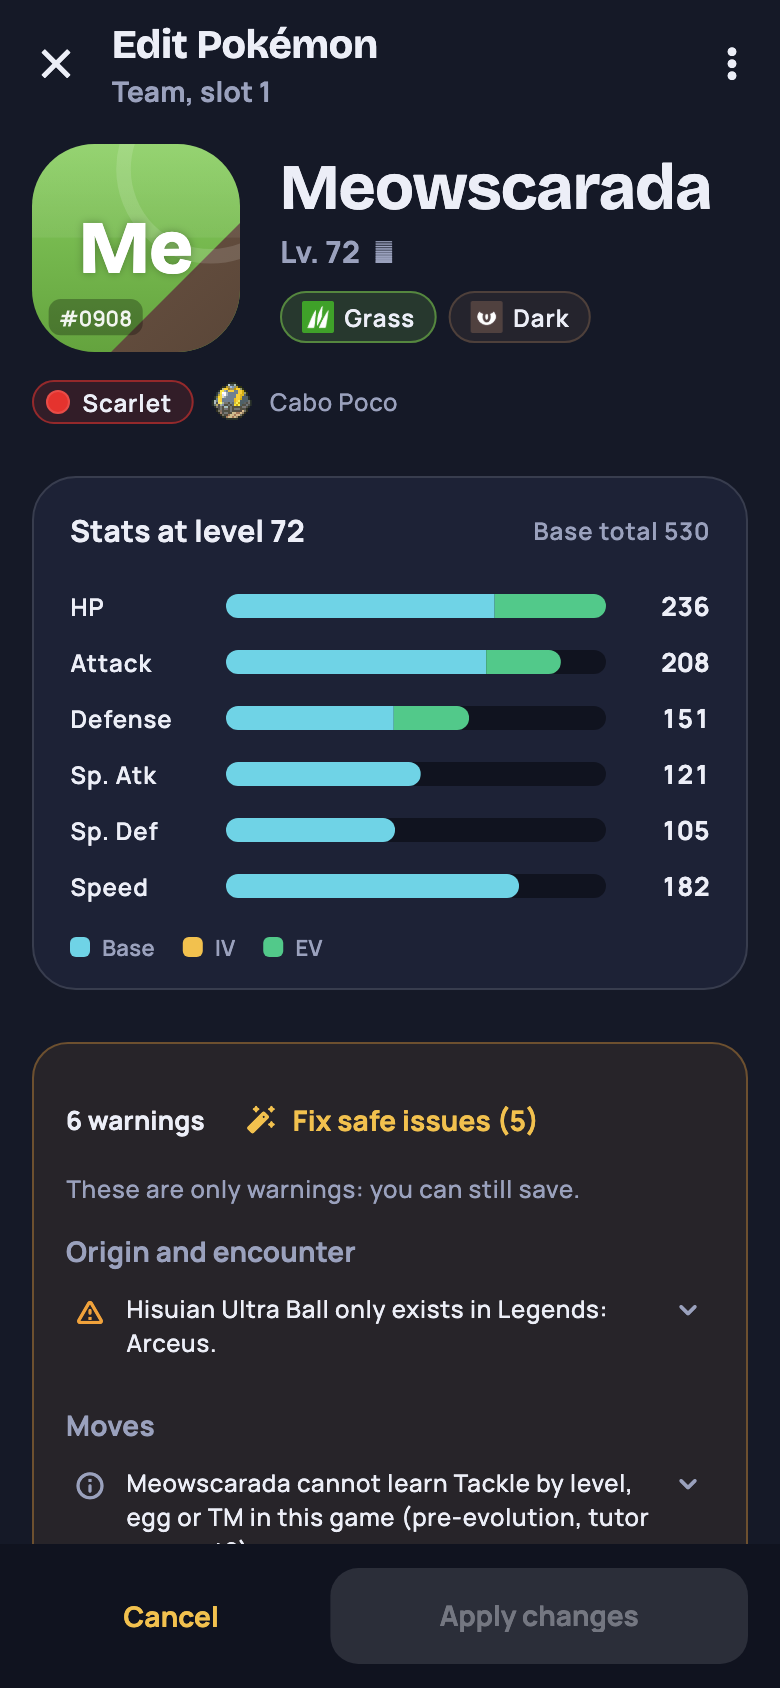 Edit Pokémon
Team, slot 1
Me
#0908
Meowscarada
Lv. 72
Grass
Dark
Scarlet
Cabo Poco
Stats at level 72
Base total 530
HP
236
Attack
208
Defense
151
Sp. Atk
121
Sp. Def
105
Speed
182
Base
IV
EV
6 warnings
Fix safe issues (5)
These are only warnings: you can still save.
Origin and encounter
Hisuian Ultra Ball only exists in Legends:
Arceus.
Moves
Meowscarada cannot learn Tackle by level,
egg or TM in this game (pre-evolution, tutor
Cancel
Apply changes